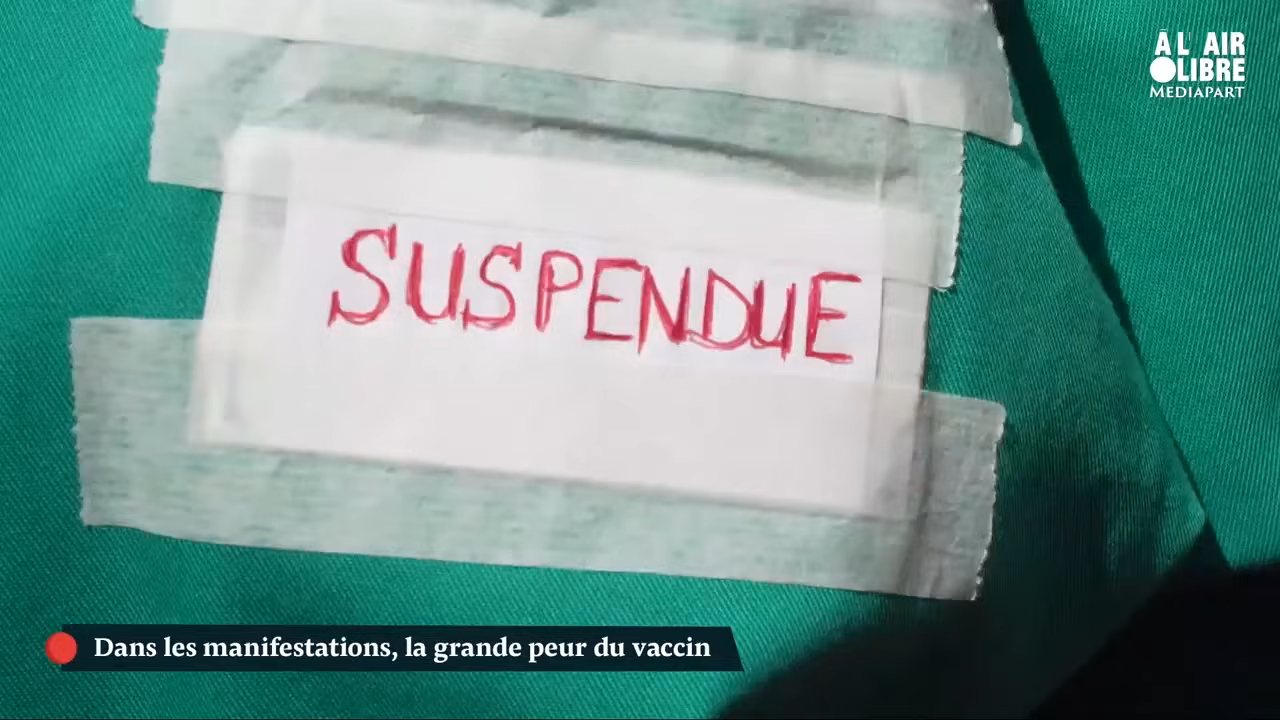 À L'AIR
LIBRE
MEDIAPART
SUSPENDUE
Dans les manifestations, la grande peur du vaccin